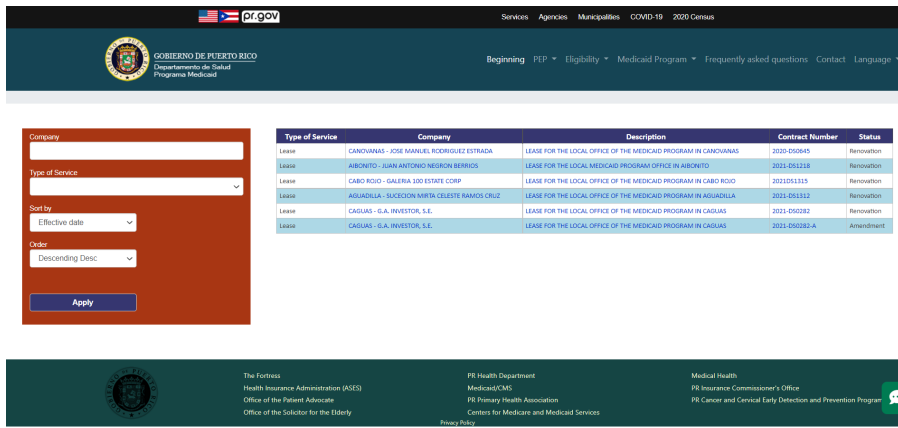 pr.gov
Services Agencies Municipalities COVID-19 2020 Census
GOBIERNO DE PUERTO RICO
Departamento de Salud
Programa Medicaid
Beginning PEP Eligibility Medicaid Program Frequently asked questions Contact Language
Company
Type of Service
Sort by
Effective date
Order
Descending Desc
Apply
Type of Service Company Description Contract Number Status
Lease CANOVANAS - JOSE MANUEL RODRIGUEZ ESTRADA LEASE FOR THE LOCAL OFFICE OF THE MEDICAID PROGRAM IN CANOVANAS 2020-DS0645 Renovation
Lease AIBONITO - JUAN ANTONIO NEGRON BERRIOS LEASE FOR THE LOCAL MEDICAID PROGRAM OFFICE IN AIBONITO 2021-DS1218 Renovation
Lease CABO ROJO - GALERIA 100 ESTATE CORP LEASE FOR THE LOCAL OFFICE OF THE MEDICAID PROGRAM IN CABO ROJO 2021DS1315 Renovation
Lease AGUADILLA - SUCECION MIRTA CELESTE RAMOS CRUZ LEASE FOR THE LOCAL OFFICE OF THE MEDICAID PROGRAM IN AGUADILLA 2021-DS1312 Renovation
Lease CAGUAS - G.A. INVESTOR, S.E. LEASE FOR THE LOCAL OFFICE OF THE MEDICAID PROGRAM IN CAGUAS 2021-DS0282 Renovation
Lease CAGUAS - G.A. INVESTOR, S.E. LEASE FOR THE LOCAL OFFICE OF THE MEDICAID PROGRAM IN CAGUAS 2021-DS0282-A Amendment
The Fortress
Health Insurance Administration (ASES)
Office of the Patient Advocate
Office of the Solicitor for the Elderly
PR Health Department
Medicaid/CMS
PR Primary Health Association
Centers for Medicare and Medicaid Services
Medical Health
PR Insurance Commissioner's Office
PR Cancer and Cervical Early Detection and Prevention Program
Privacy Policy